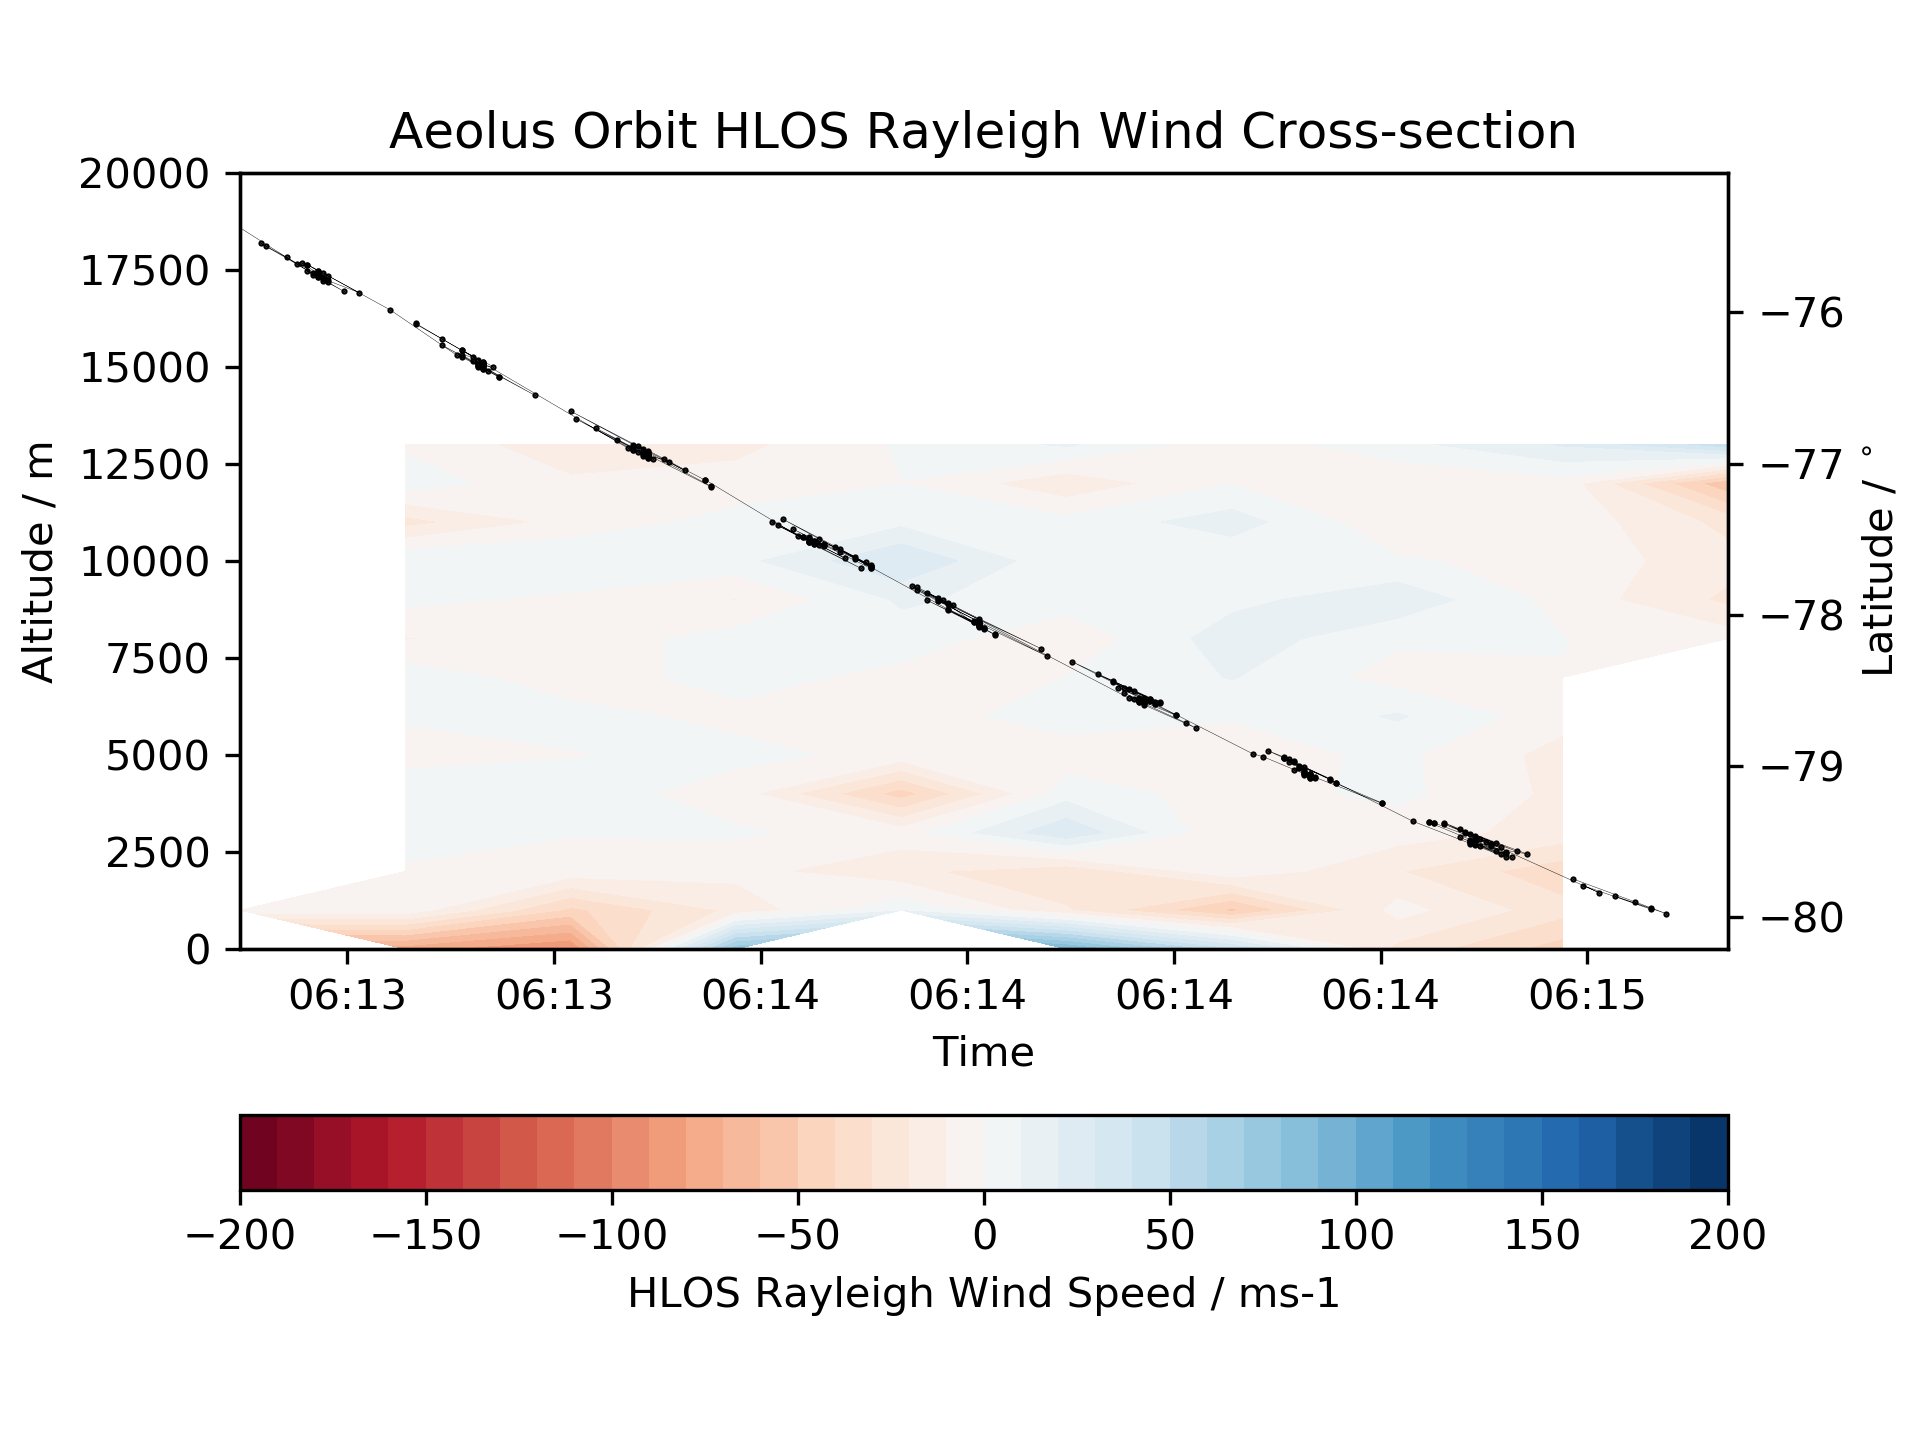 Aeolus Orbit HLOS Rayleigh Wind Cross-section
20000
17500
15000
12500
10000
7500
5000
2500
0
Altitude / m
−76
−77
−78
−79
−80
Latitude / °
06:13 06:13 06:14 06:14 06:14 06:14 06:15
Time
−200 −150 −100 −50 0 50 100 150 200
HLOS Rayleigh Wind Speed / ms-1